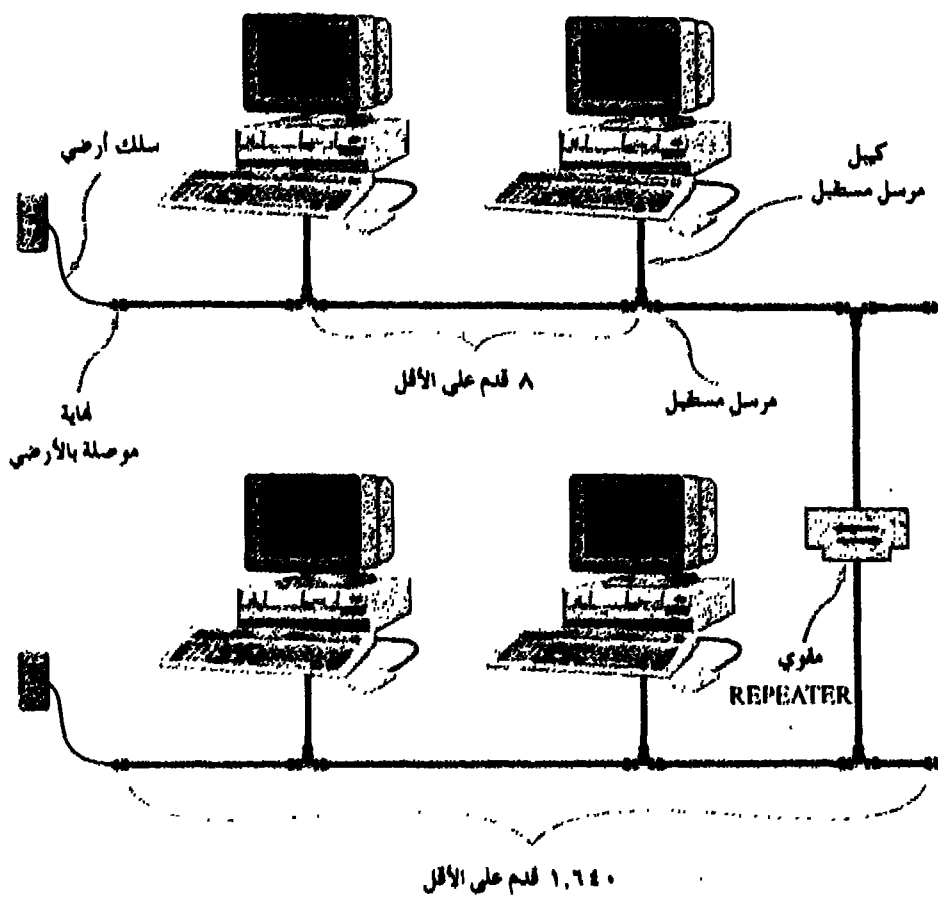 سلك أرضي
كيبل
مرسل مستقبل
٨ قدم على الأقل
مرسل مستقبل
نهاية
موصلة بالأرضي
مقوي
REPEATER
١,٦٤٠ قدم على الأقل